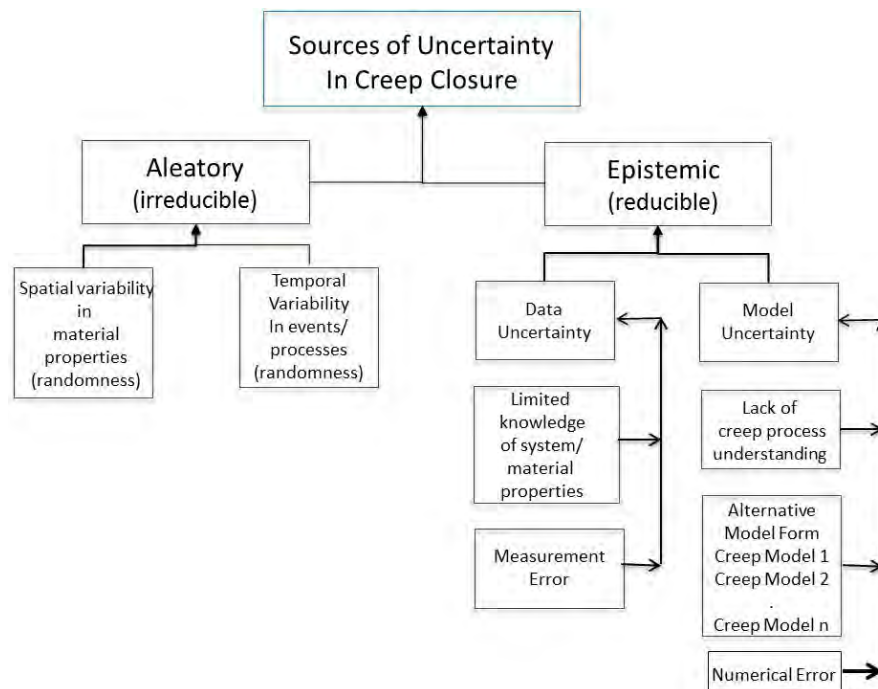 Sources of Uncertainty
In Creep Closure
Aleatory
(irreducible)
Epistemic
(reducible)
Spatial variability
in
material
properties
(randomness)
Temporal
Variability
In events/
processes
(randomness)
Data
Uncertainty
Model
Uncertainty
Limited
knowledge
of system/
material
properties
Lack of
creep process
understanding
Measurement
Error
Alternative
Model Form
Creep Model 1
Creep Model 2
.
Creep Model n
Numerical Error